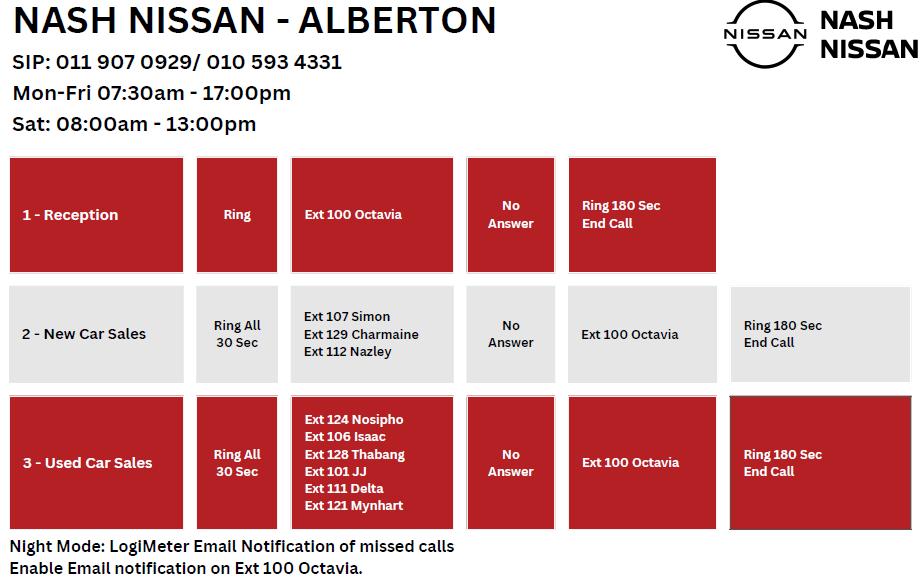 NASH NISSAN - ALBERTON
NISSAN
NASH
NISSAN
SIP: 011 907 0929/ 010 593 4331
Mon-Fri 07:30am - 17:00pm
Sat: 08:00am - 13:00pm
1 - Reception
Ring
Ext 100 Octavia
No
Answer
Ring 180 Sec
End Call
2 - New Car Sales
Ring All
30 Sec
Ext 107 Simon
Ext 129 Charmaine
Ext 112 Nazley
No
Answer
Ext 100 Octavia
Ring 180 Sec
End Call
3 - Used Car Sales
Ring All
30 Sec
Ext 124 Nosipho
Ext 106 Isaac
Ext 128 Thabang
Ext 101 JJ
Ext 111 Delta
Ext 121 Mynhart
No
Answer
Ext 100 Octavia
Ring 180 Sec
End Call
Night Mode: LogiMeter Email Notification of missed calls
Enable Email notification on Ext 100 Octavia.